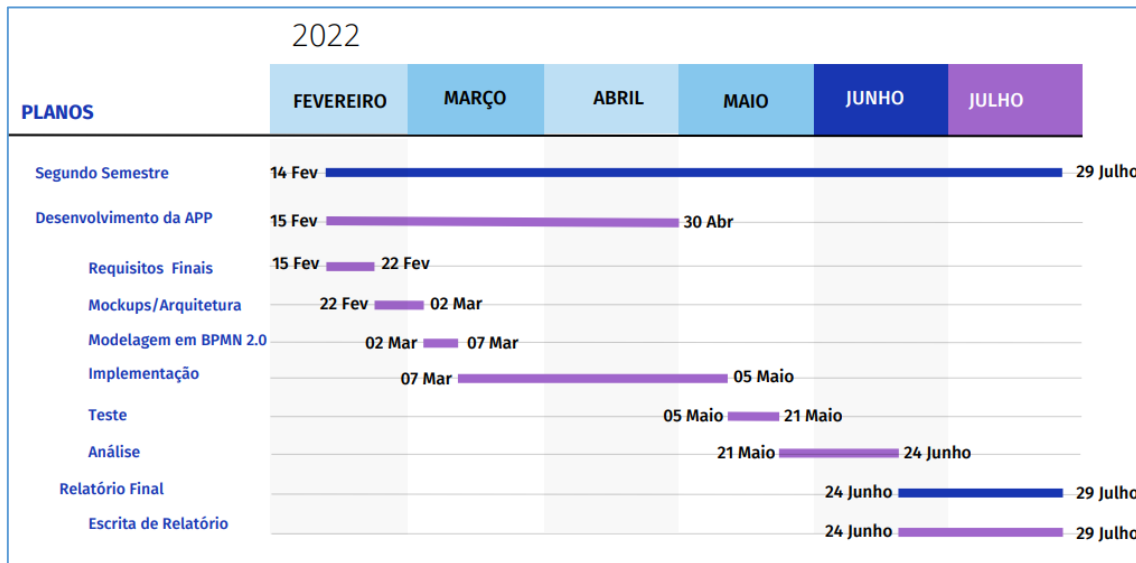 2022
PLANOS FEVEREIRO MARÇO ABRIL MAIO JUNHO JULHO
Segundo Semestre 14 Fev 29 Julho
Desenvolvimento da APP 15 Fev 30 Abr
Requisitos Finais 15 Fev 22 Fev
Mockups/Arquitetura 22 Fev 02 Mar
Modelagem em BPMN 2.0 02 Mar 07 Mar
Implementação 07 Mar 05 Maio
Teste 05 Maio 21 Maio
Análise 21 Maio 24 Junho
Relatório Final 24 Junho 29 Julho
Escrita de Relatório 24 Junho 29 Julho